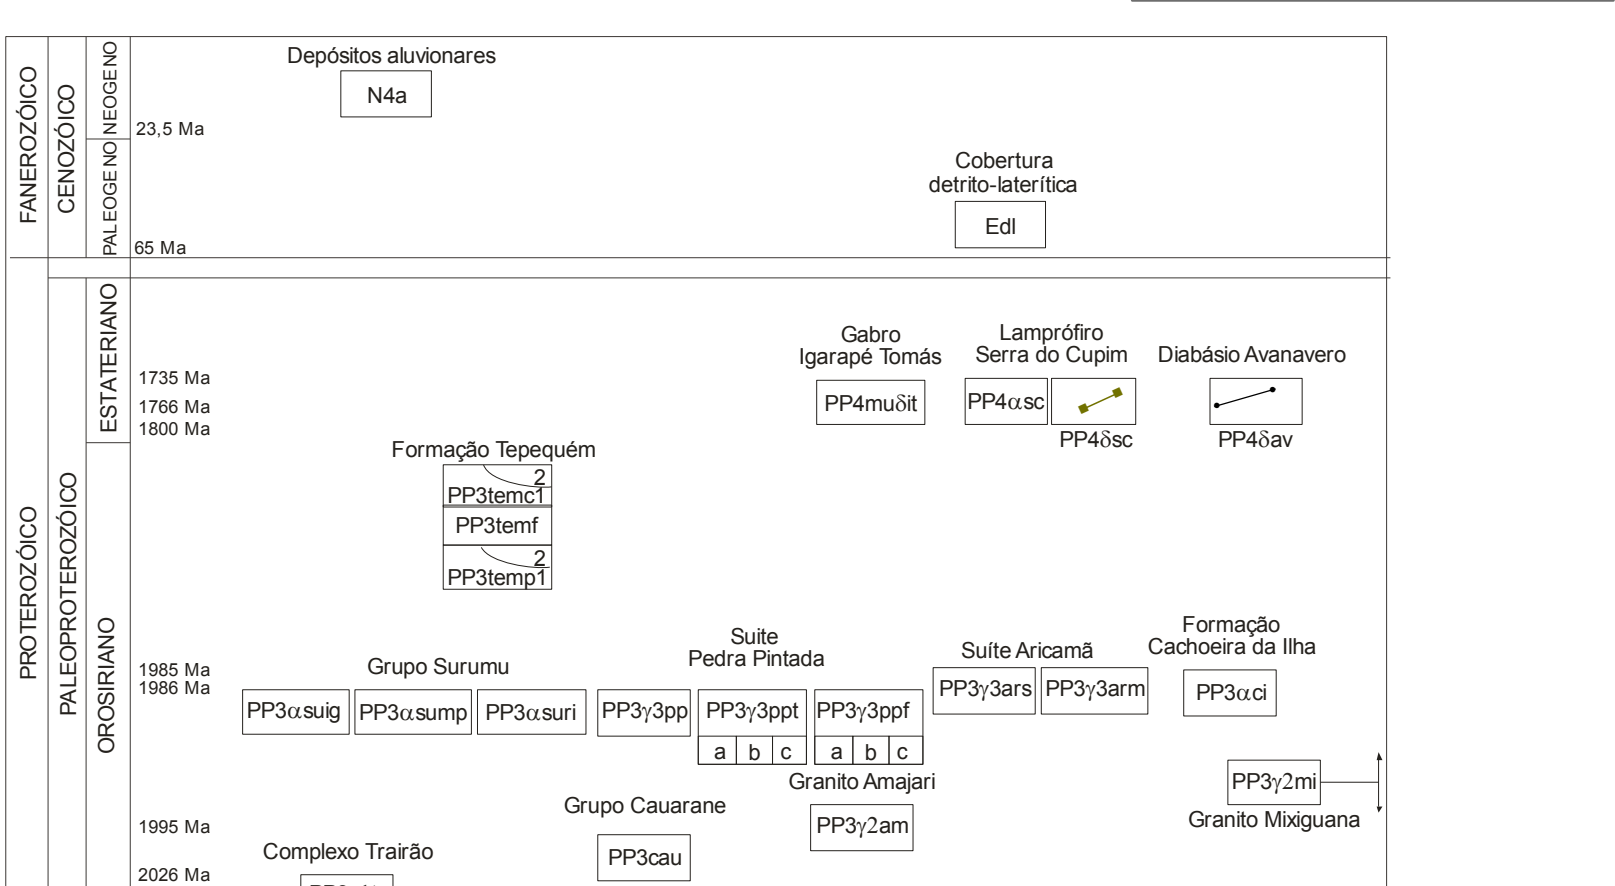 FANEROZÓICO
CENOZÓICO
NEOGENO
PALEOGENO
Depósitos aluvionares
N4a
23,5 Ma
Cobertura
detrito-laterítica
Edl
65 Ma
PROTEROZÓICO
PALEOPROTEROZÓICO
ESTATERIANO
OROSIRIANO
Gabro
Igarapé Tomás
PP4muδit
Lamprófiro
Serra do Cupim
PP4αsc
PP4δsc
Diabásio Avanavero
PP4δav
1735 Ma
1766 Ma
1800 Ma
Formação Tepequém
2
PP3temc1
PP3temf
2
PP3temp1
1985 Ma
1986 Ma
Grupo Surumu
PP3αsuig
PP3αsump
PP3αsuri
Suite
Pedra Pintada
PP3γ3pp
PP3γ3ppt
PP3γ3ppf
a b c
a b c
Suíte Aricamã
PP3γ3ars
PP3γ3arm
Formação
Cachoeira da Ilha
PP3αci
Granito Amajari
PP3γ2am
PP3γ2mi
Granito Mixiguana
Grupo Cauarane
PP3cau
1995 Ma
Complexo Trairão
2026 Ma